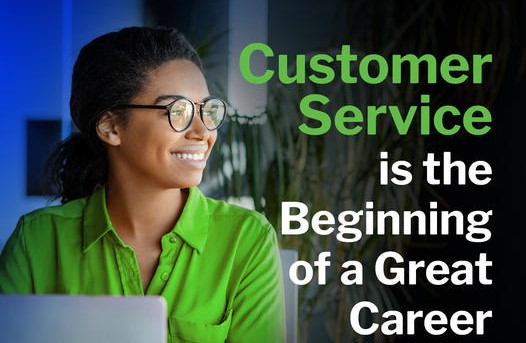 Customer
Service
is the
Beginning
of a Great
Career